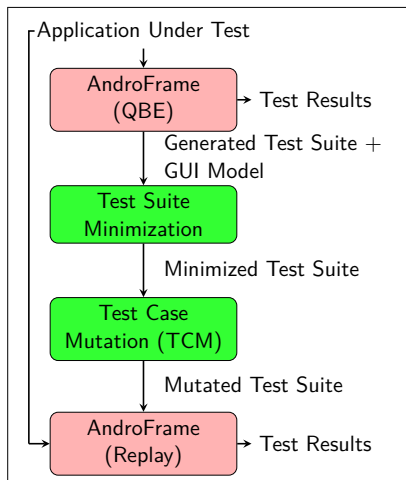 Application Under Test
AndroFrame
(QBE)
Test Results
Generated Test Suite +
GUI Model
Test Suite
Minimization
Minimized Test Suite
Test Case
Mutation (TCM)
Mutated Test Suite
AndroFrame
(Replay)
Test Results